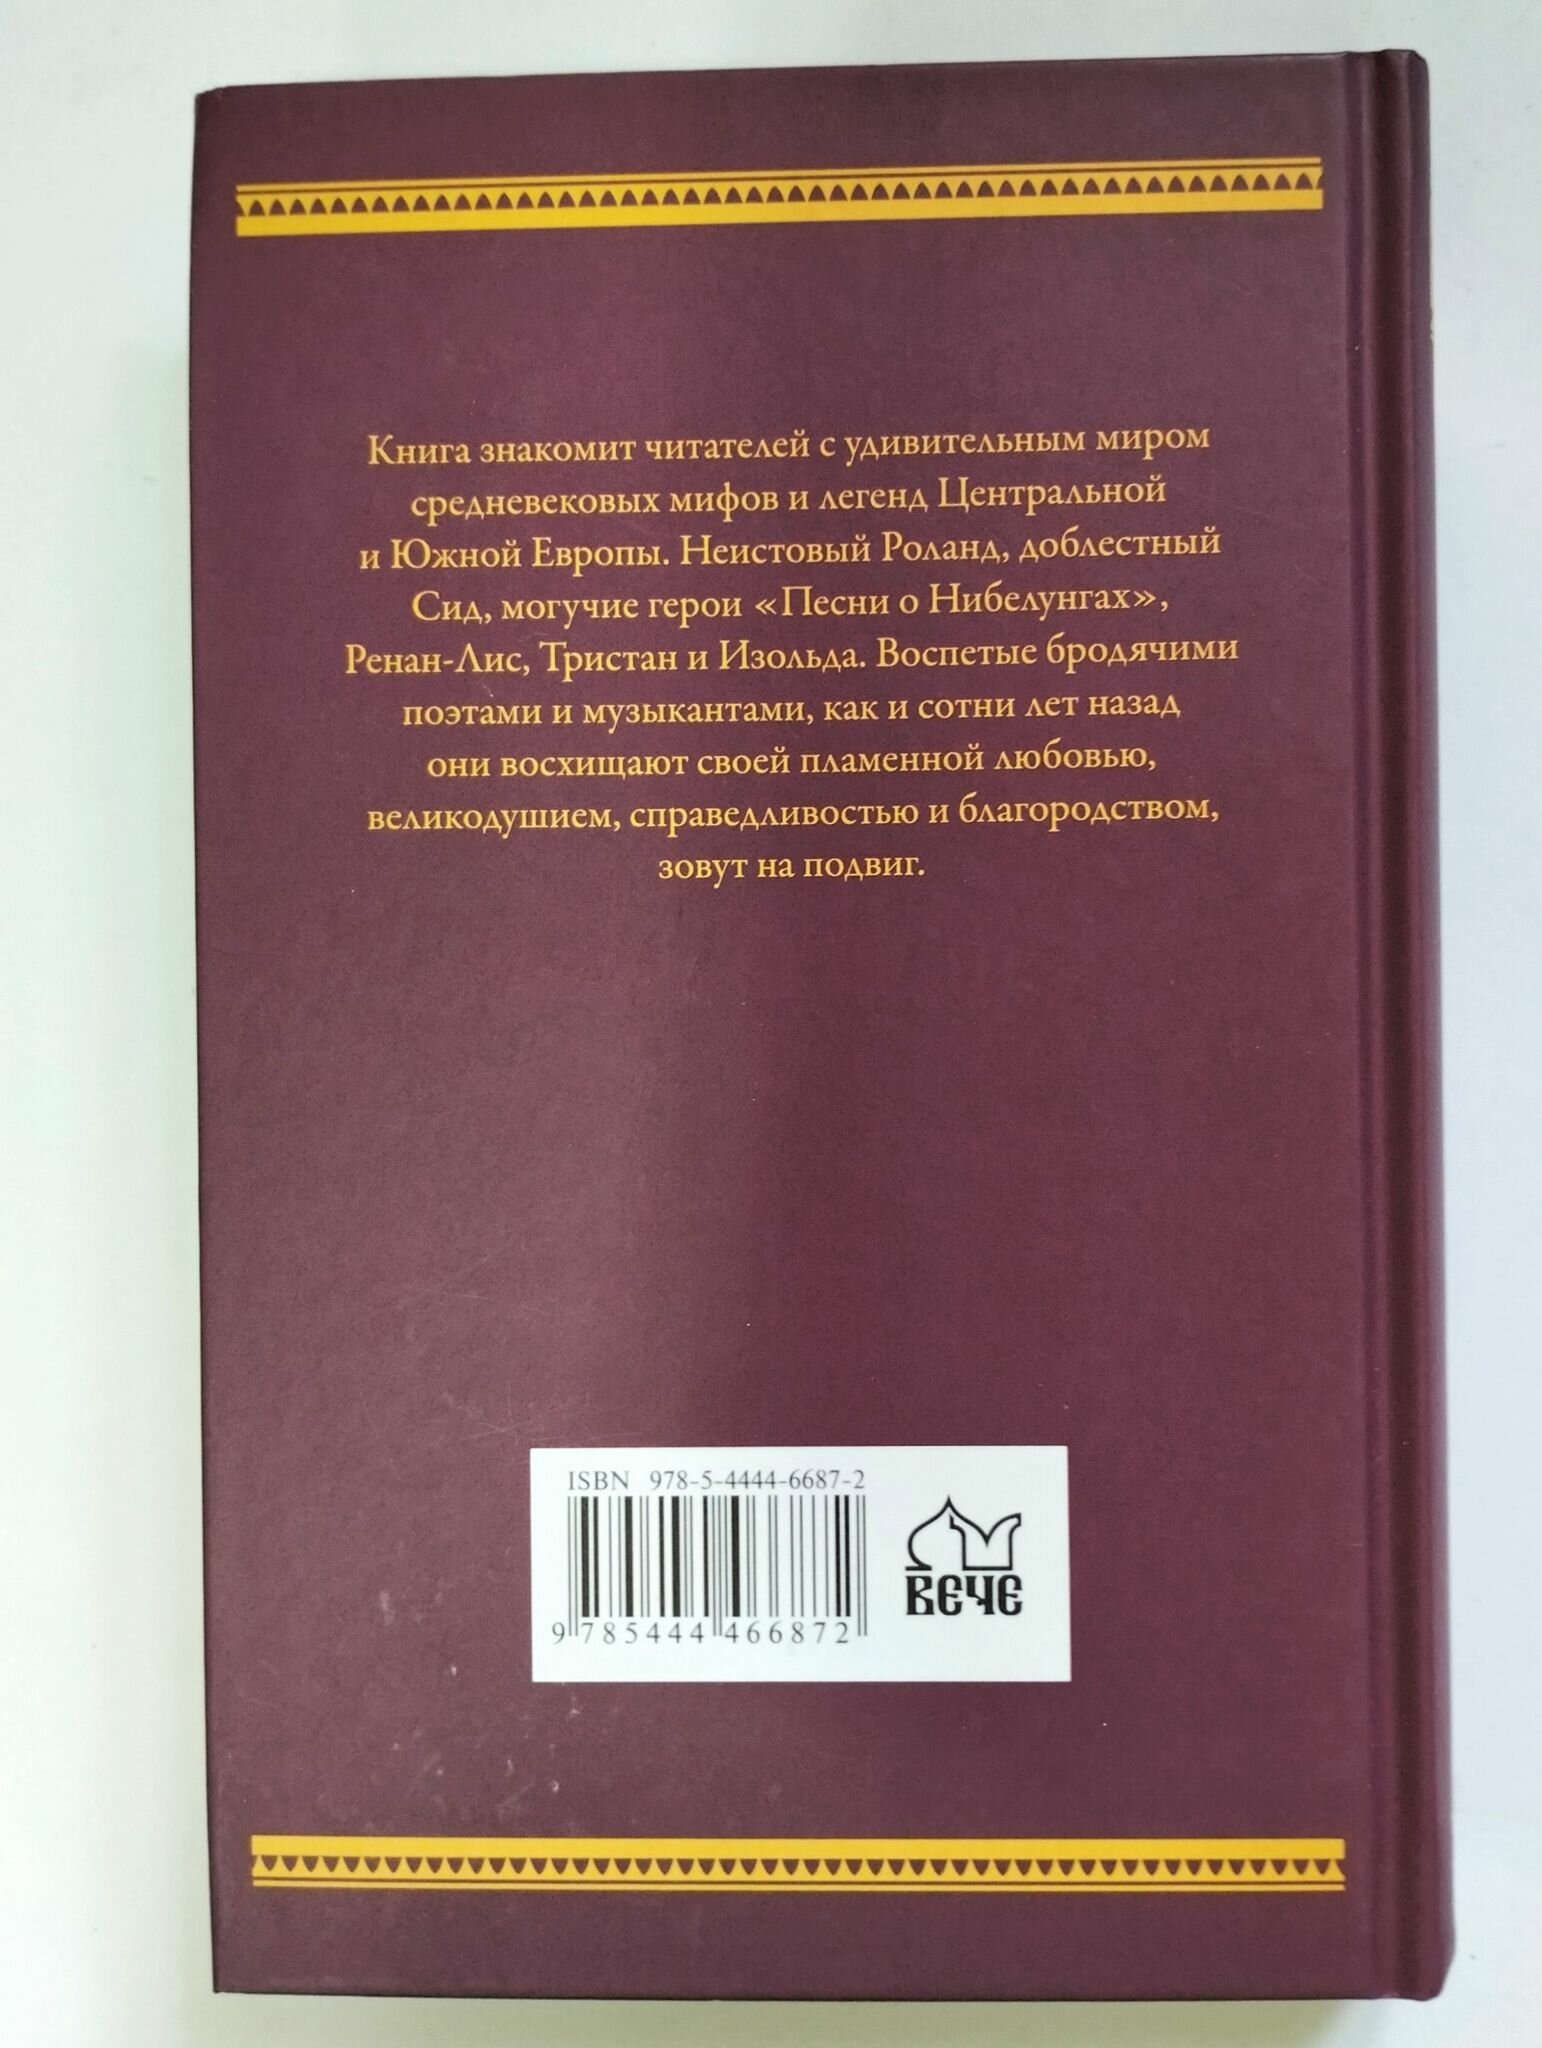 Книга знакомит читателей с удивительным миром
средневековых мифов и легенд Центральной
и Южной Европы. Неистовый Роланд, доблестный
Сид, могучие герои «Песни о Нибелунгах»,
Ренан-Лис, Тристан и Изольда. Воспетые бродячими
поэтами и музыкантами, как и сотни лет назад
они восхищают своей пламенной любовью,
великодушием, справедливостью и благородством,
зовут на подвиг.
ISBN 978-5-4444-6687-2
9 785444 466872
ВЕЧЕ